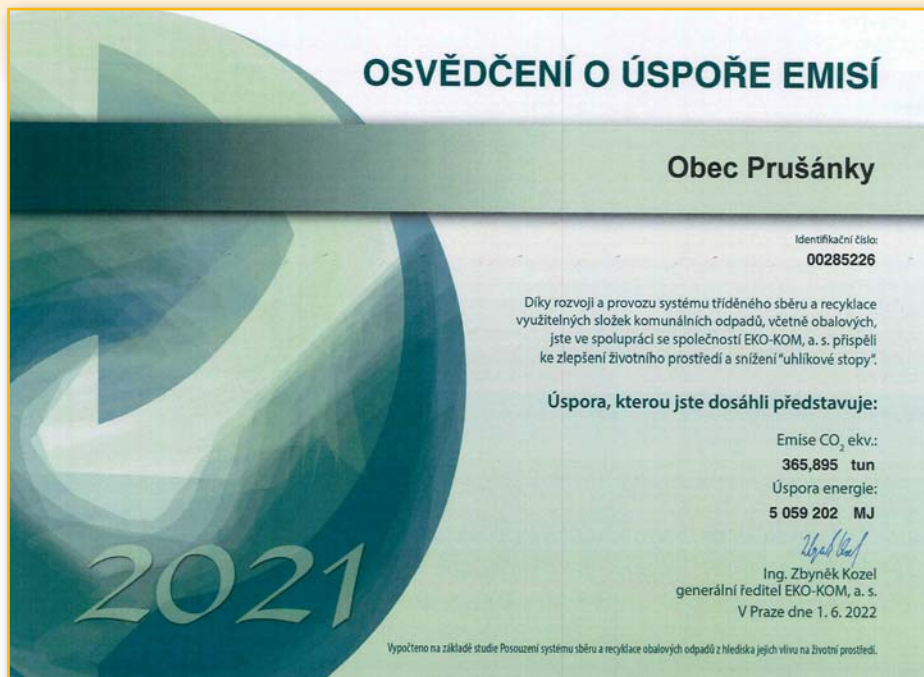 OSVĚDČENÍ O ÚSPOŘE EMISÍ
Obec Prušánky
Identifikační číslo:
00285226
Díky rozvoji a provozu systému tříděného sběru a recyklace
využitelných složek komunálních odpadů, včetně obalových,
jste ve spolupráci se společností EKO-KOM, a. s. přispěli
ke zlepšení životního prostředí a snížení "uhlíkové stopy".
Úspora, kterou jste dosáhli představuje:
Emise CO₂ ekv.:
365,895 tun
Úspora energie:
5 059 202 MJ
Ing. Zbyněk Kozel
generální ředitel EKO-KOM, a. s.
V Praze dne 1. 6. 2022
2021
Vypočteno na základě studie Posouzení systému sběru a recyklace obalových odpadů z hlediska jejich vlivu na životní prostředí.